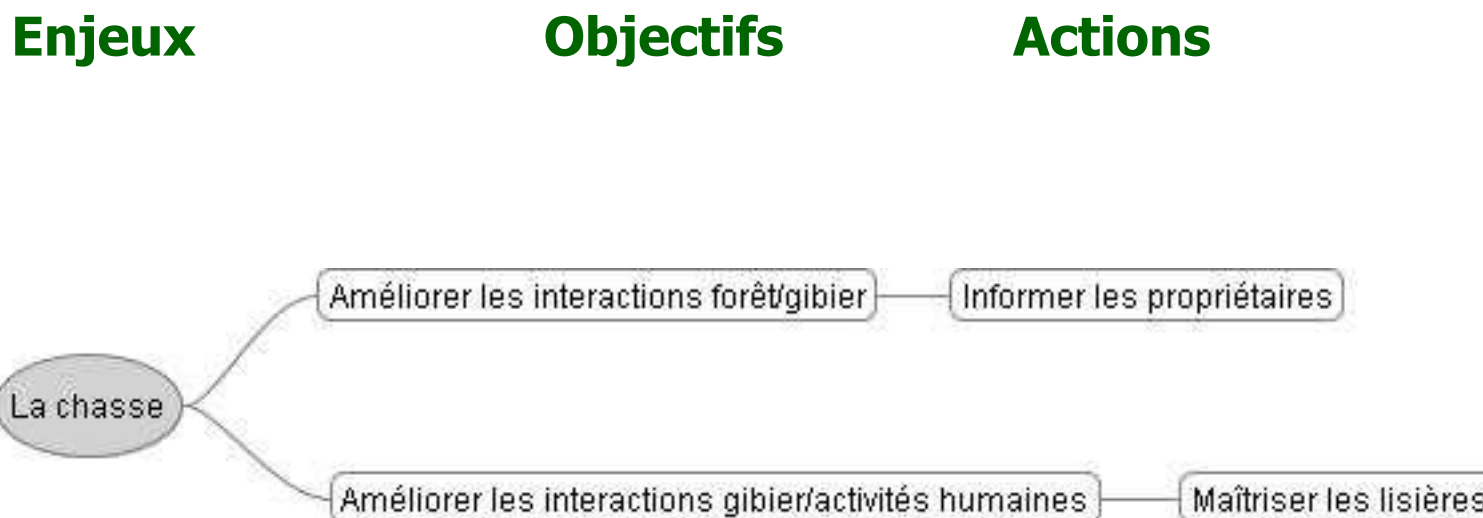 Enjeux Objectifs Actions
Améliorer les interactions forêt/gibier Informer les propriétaires
La chasse
Améliorer les interactions gibier/activités humaines Maîtriser les lisières